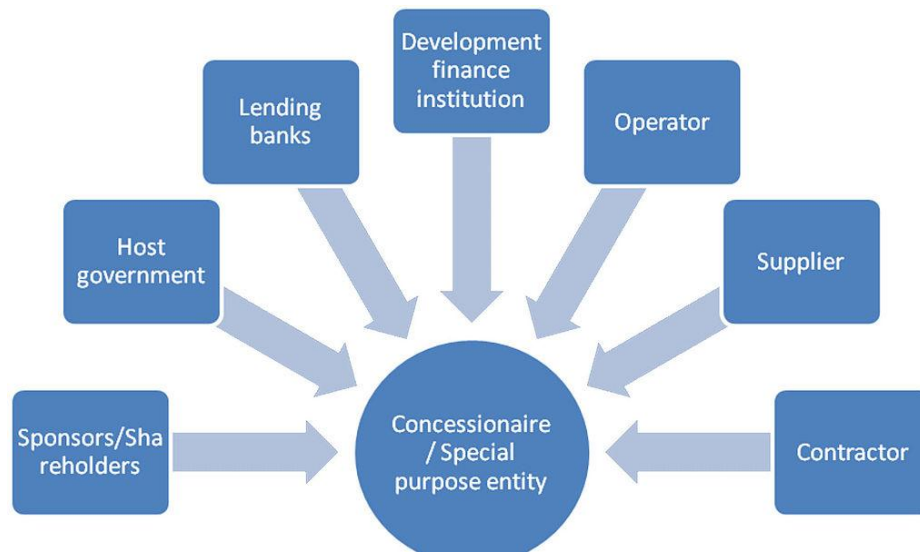 Development
finance
institution
Lending
banks
Operator
Host
government
Supplier
Sponsors/Sha
reholders
Concessionaire
/ Special
purpose entity
Contractor